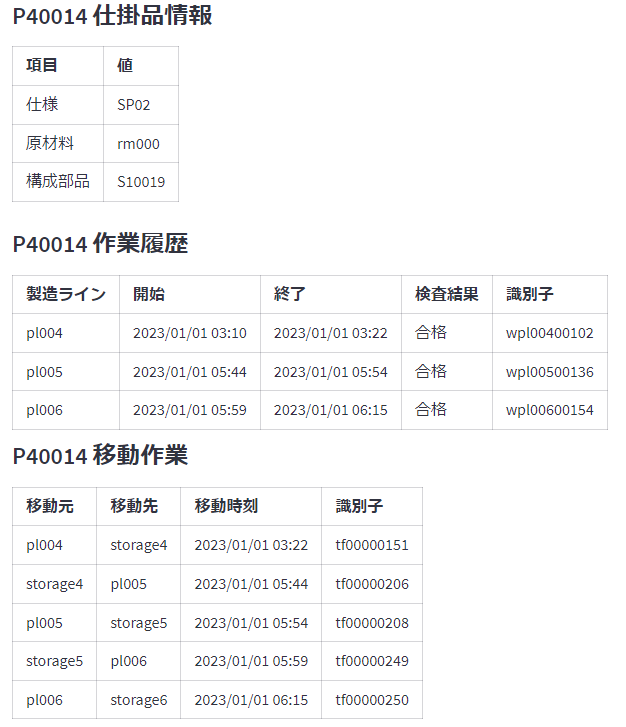 P40014 仕掛品情報
項目 値
仕様 SP02
原材料 rm000
構成部品 S10019
P40014 作業履歴
製造ライン 開始 終了 検査結果 識別子
pl004 2023/01/01 03:10 2023/01/01 03:22 合格 wpl00400102
pl005 2023/01/01 05:44 2023/01/01 05:54 合格 wpl00500136
pl006 2023/01/01 05:59 2023/01/01 06:15 合格 wpl00600154
P40014 移動作業
移動元 移動先 移動時刻 識別子
pl004 storage4 2023/01/01 03:22 tf00000151
storage4 pl005 2023/01/01 05:44 tf00000206
pl005 storage5 2023/01/01 05:54 tf00000208
storage5 pl006 2023/01/01 05:59 tf00000249
pl006 storage6 2023/01/01 06:15 tf00000250